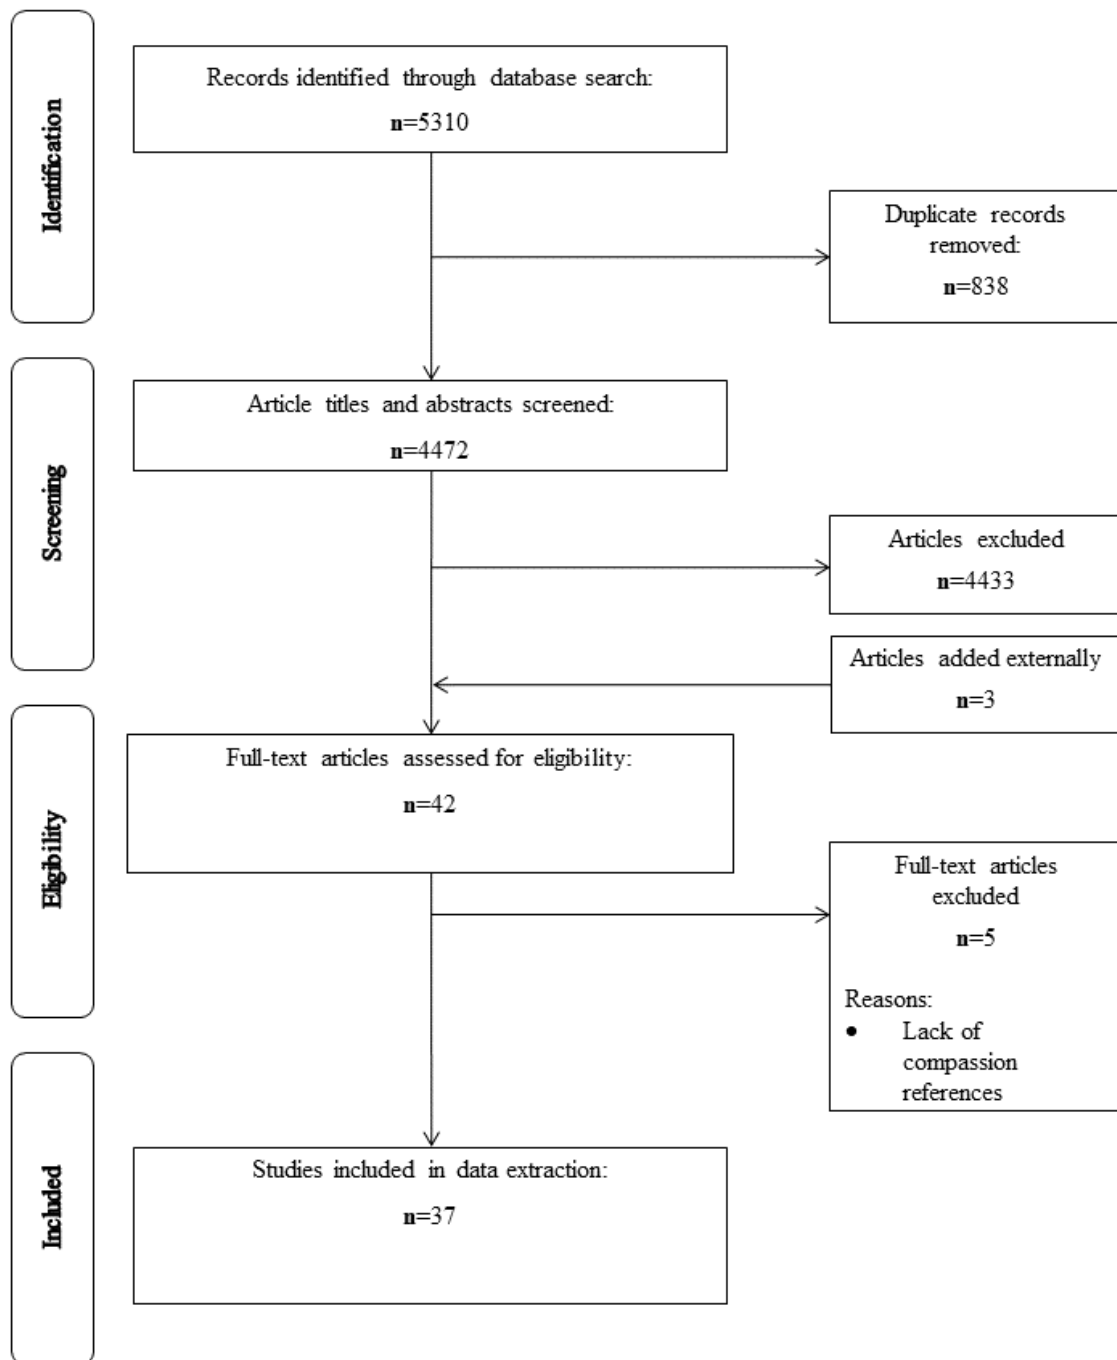 Identification
Records identified through database search:
n=5310
Duplicate records
removed:
n=838
Screening
Article titles and abstracts screened:
n=4472
Articles excluded
n=4433
Articles added externally
n=3
Eligibility
Full-text articles assessed for eligibility:
n=42
Full-text articles
excluded
n=5
Reasons:
• Lack of
compassion
references
Included
Studies included in data extraction:
n=37